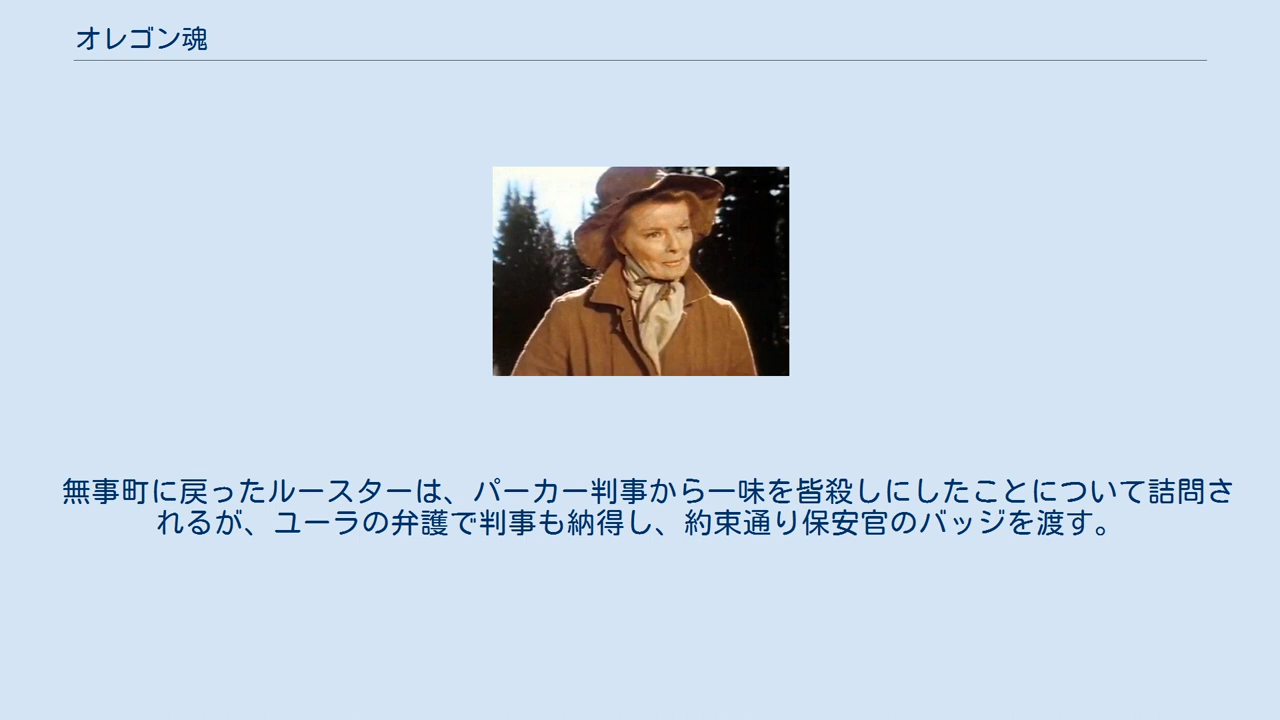 オレゴン魂
無事町に戻ったルースターは、パーカー判事から一味を皆殺しにしたことについて詰問さ
れるが、ユーラの弁護で判事も納得し、約束通り保安官のバッジを渡す。